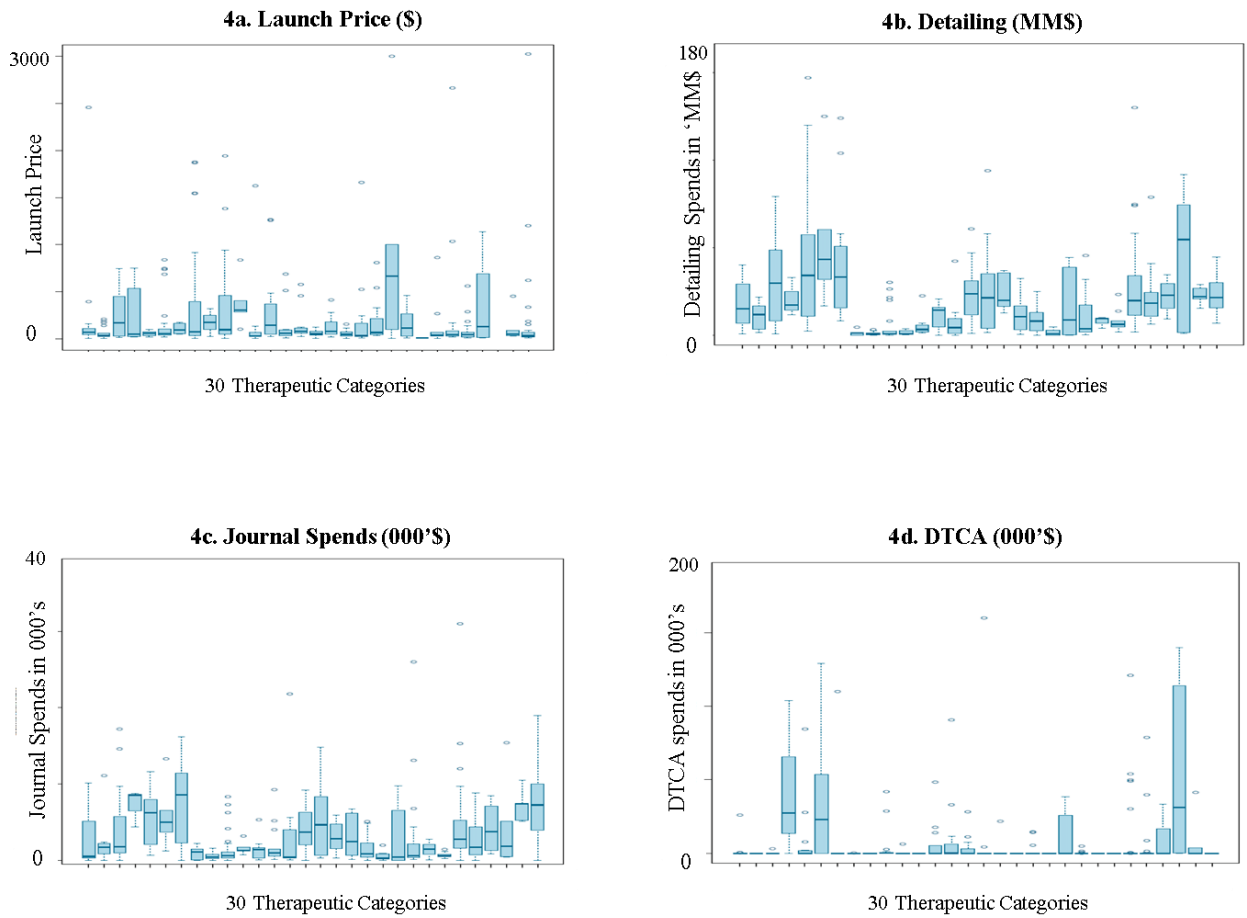 4a. Launch Price ($)
3000
Launch Price
0
30 Therapeutic Categories
4b. Detailing (MM$)
180
Detailing Spends in ‘MM$
0
30 Therapeutic Categories
4c. Journal Spends (000’$)
40
Journal Spends in 000’s
0
30 Therapeutic Categories
4d. DTCA (000’$)
200
DTCA spends in 000’s
0
30 Therapeutic Categories